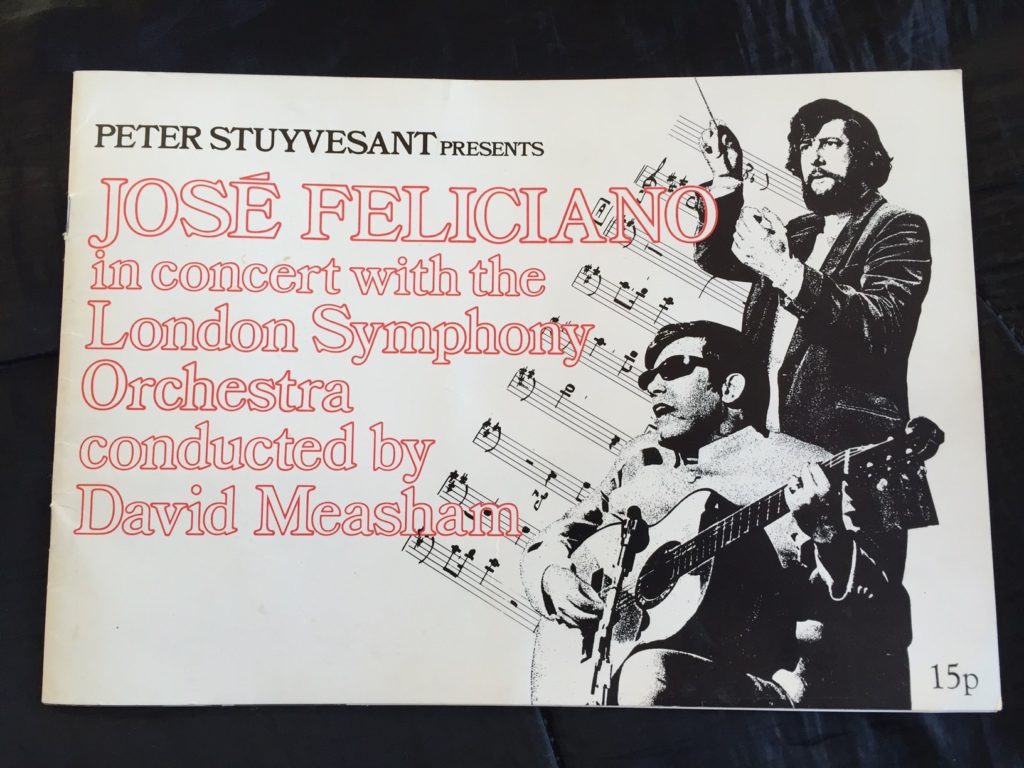 PETER STUYVESANT PRESENTS
JOSÉ FELICIANO
in concert with the
London Symphony
Orchestra
conducted by
David Measham
15p